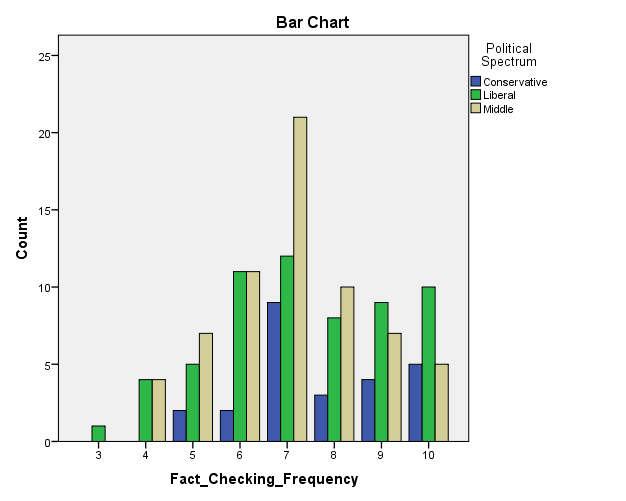 Bar Chart
Political
Spectrum
Conservative
Liberal
Middle
25
20
15
10
5
0
Count
3 4 5 6 7 8 9 10
Fact_Checking_Frequency